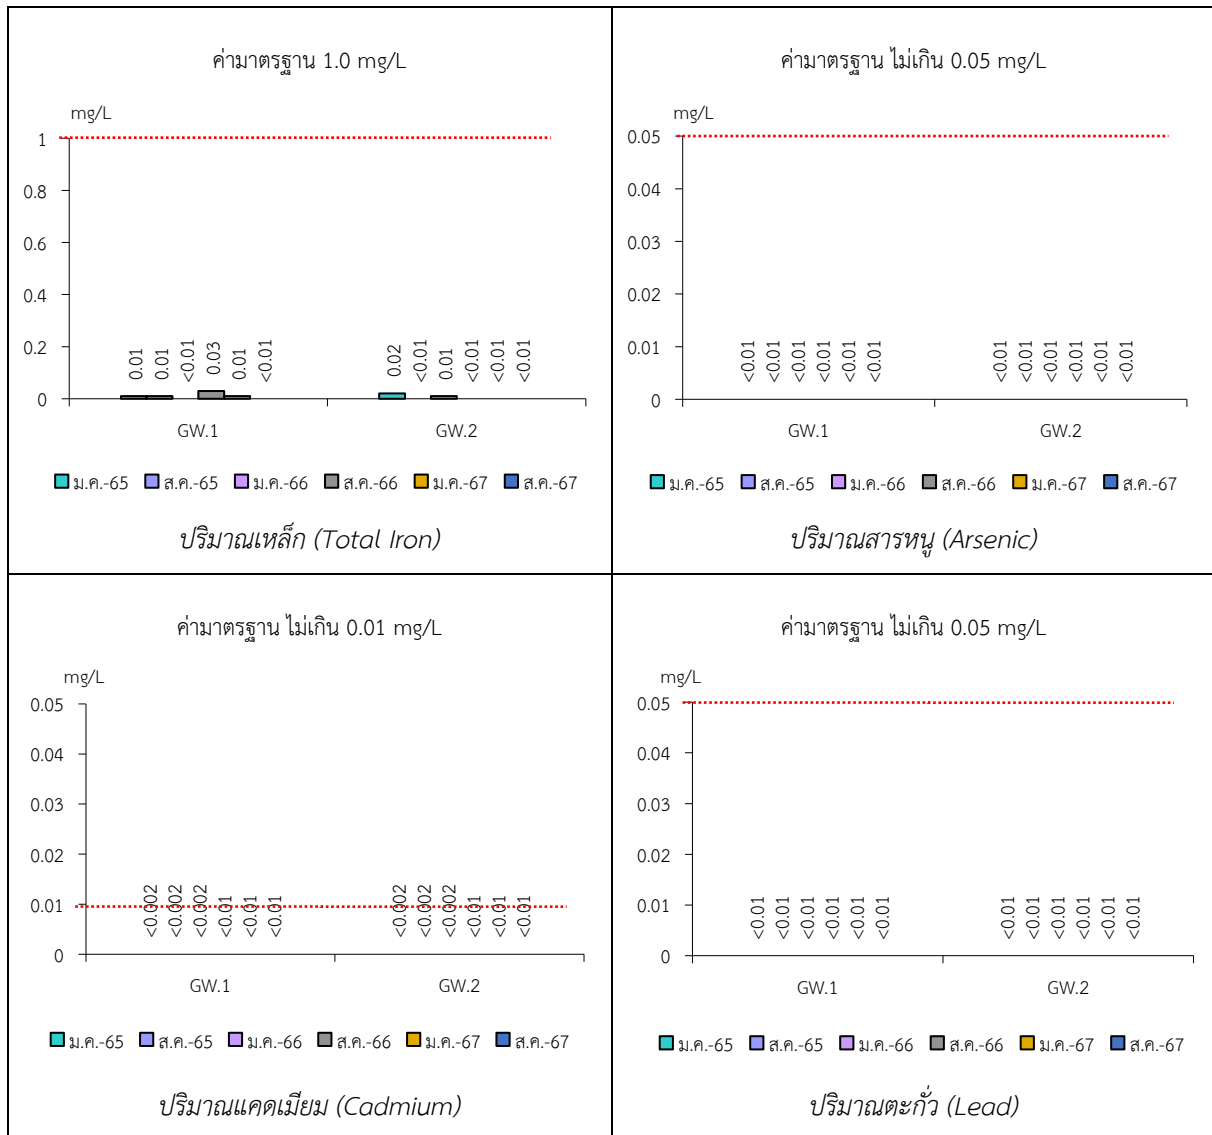 ค่ามาตรฐาน 1.0 mg/L
mg/L
1
0.8
0.6
0.4
0.2
0
0.01 0.01 <0.01 0.03 0.01 <0.01 0.02 <0.01 0.01 <0.01 <0.01 <0.01
GW.1 GW.2
ม.ค.-65 ส.ค.-65 ม.ค.-66 ส.ค.-66 ม.ค.-67 ส.ค.-67
ปริมาณเหล็ก (Total Iron)
ค่ามาตรฐาน ไม่เกิน 0.05 mg/L
mg/L
0.05
0.04
0.03
0.02
0.01
0
<0.01 <0.01 <0.01 <0.01 <0.01 <0.01 <0.01 <0.01 <0.01 <0.01 <0.01 <0.01
GW.1 GW.2
ม.ค.-65 ส.ค.-65 ม.ค.-66 ส.ค.-66 ม.ค.-67 ส.ค.-67
ปริมาณสารหนู (Arsenic)
ค่ามาตรฐาน ไม่เกิน 0.01 mg/L
mg/L
0.05
0.04
0.03
0.02
0.01
0
<0.002 <0.002 <0.002 <0.01 <0.01 <0.01 <0.002 <0.002 <0.002 <0.01 <0.01 <0.01
GW.1 GW.2
ม.ค.-65 ส.ค.-65 ม.ค.-66 ส.ค.-66 ม.ค.-67 ส.ค.-67
ปริมาณแคดเมียม (Cadmium)
ค่ามาตรฐาน ไม่เกิน 0.05 mg/L
mg/L
0.05
0.04
0.03
0.02
0.01
0
<0.01 <0.01 <0.01 <0.01 <0.01 <0.01 <0.01 <0.01 <0.01 <0.01 <0.01 <0.01
GW.1 GW.2
ม.ค.-65 ส.ค.-65 ม.ค.-66 ส.ค.-66 ม.ค.-67 ส.ค.-67
ปริมาณตะกั่ว (Lead)